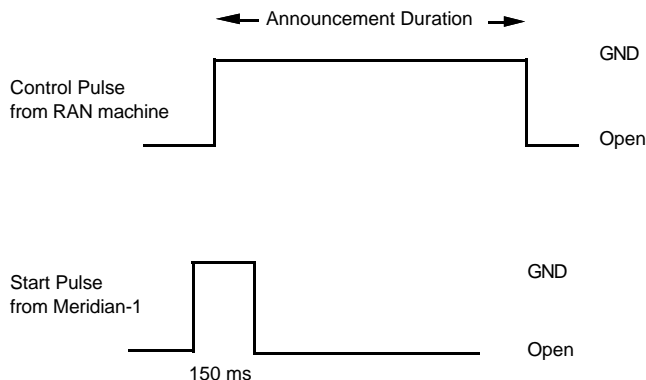 Announcement Duration
GND
Control Pulse
from RAN machine
Open
Start Pulse
from Meridian-1
GND
Open
150 ms